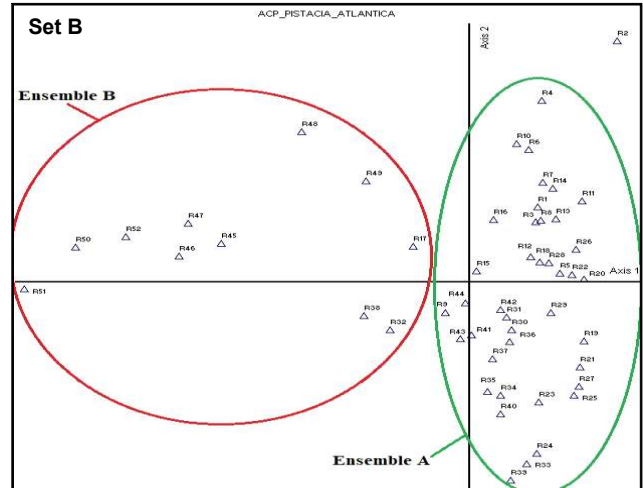 ACP_PISTACIA_ATLANTICA
Set B
Axis 2
R2
Ensemble B
R4
R48
R10
R6
R49
R7
R14
R11
R1
R16
R3
R8
R13
R47
R52
R45
R50
R17
R46
R26
R12
R18
R28
R15
R5
R22
R20
Axis 1
R51
R44
R42
R9
R31
R29
R38
R32
R30
R43
R41
R36
R19
R37
R21
R35
R34
R27
R23
R25
R40
R24
Ensemble A
R33
R39